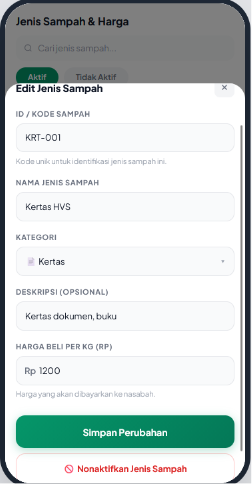 Jenis Sampah & Harga
Cari jenis sampah...
Aktif
Tidak Aktif
Edit Jenis Sampah
×
ID / KODE SAMPAH
KRT-001
Kode unik untuk identifikasi jenis sampah ini.
NAMA JENIS SAMPAH
Kertas HVS
KATEGORI
Kertas
DESKRIPSI (OPSIONAL)
Kertas dokumen, buku
HARGA BELI PER KG (RP)
Rp 1200
Harga yang akan dibayarkan ke nasabah.
Simpan Perubahan
Nonaktifkan Jenis Sampah